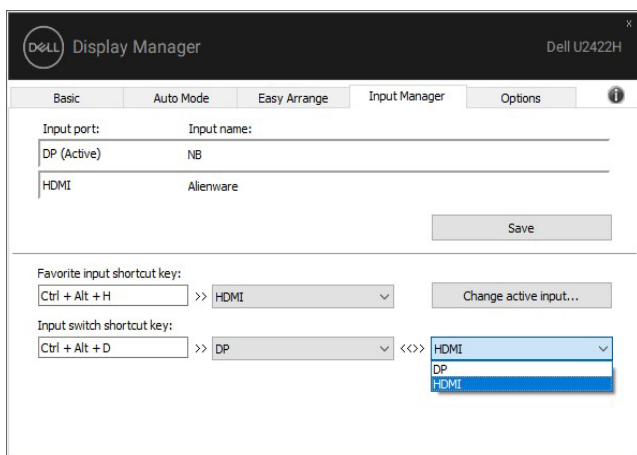 x
DELL Display Manager Dell U2422H
Basic Auto Mode Easy Arrange Input Manager Options i
Input port: Input name:
DP (Active) NB
HDMI Alienware
Save
Favorite input shortcut key:
Ctrl + Alt + H >> HDMI Change active input...
Input switch shortcut key:
Ctrl + Alt + D >> DP <<>> HDMI
DP
HDMI